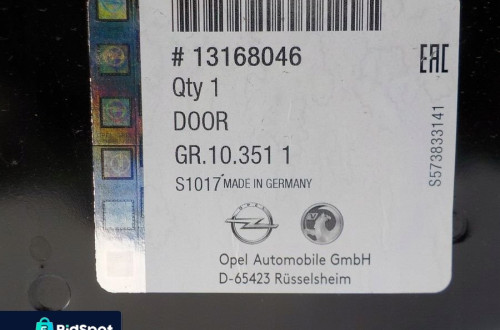 # 13168046
Qty 1
DOOR
GR.10.351 1
S1017 MADE IN GERMANY
EAC
S573833141
OPEL
Opel Automobile GmbH
D-65423 Rüsselsheim
BidSpot